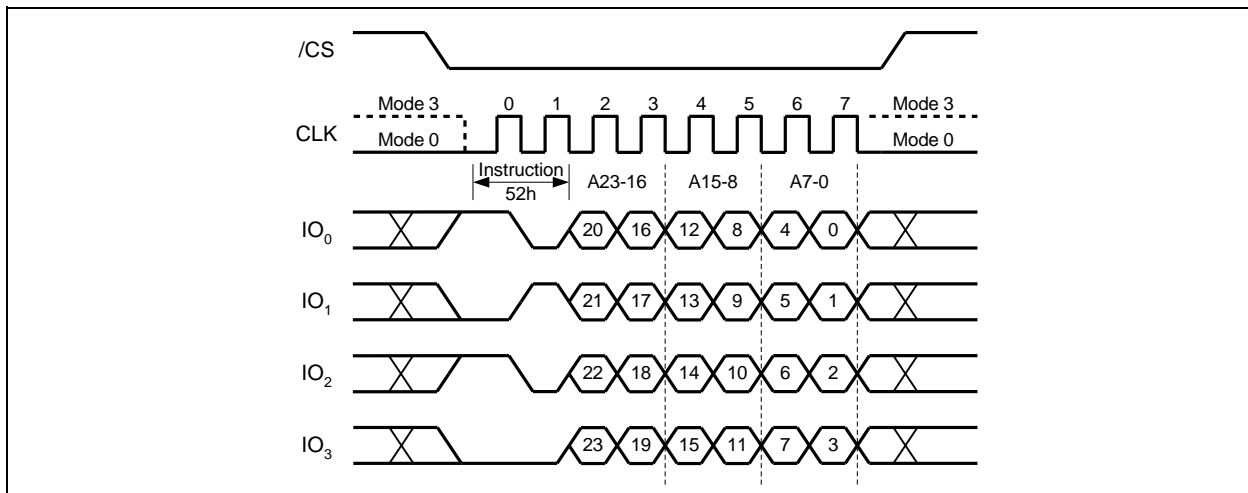 /CS
Mode 3 0 1 2 3 4 5 6 7 Mode 3
CLK
Mode 0 Mode 0
Instruction A23-16 A15-8 A7-0
52h
IO0 20 16 12 8 4 0
IO1 21 17 13 9 5 1
IO2 22 18 14 10 6 2
IO3 23 19 15 11 7 3